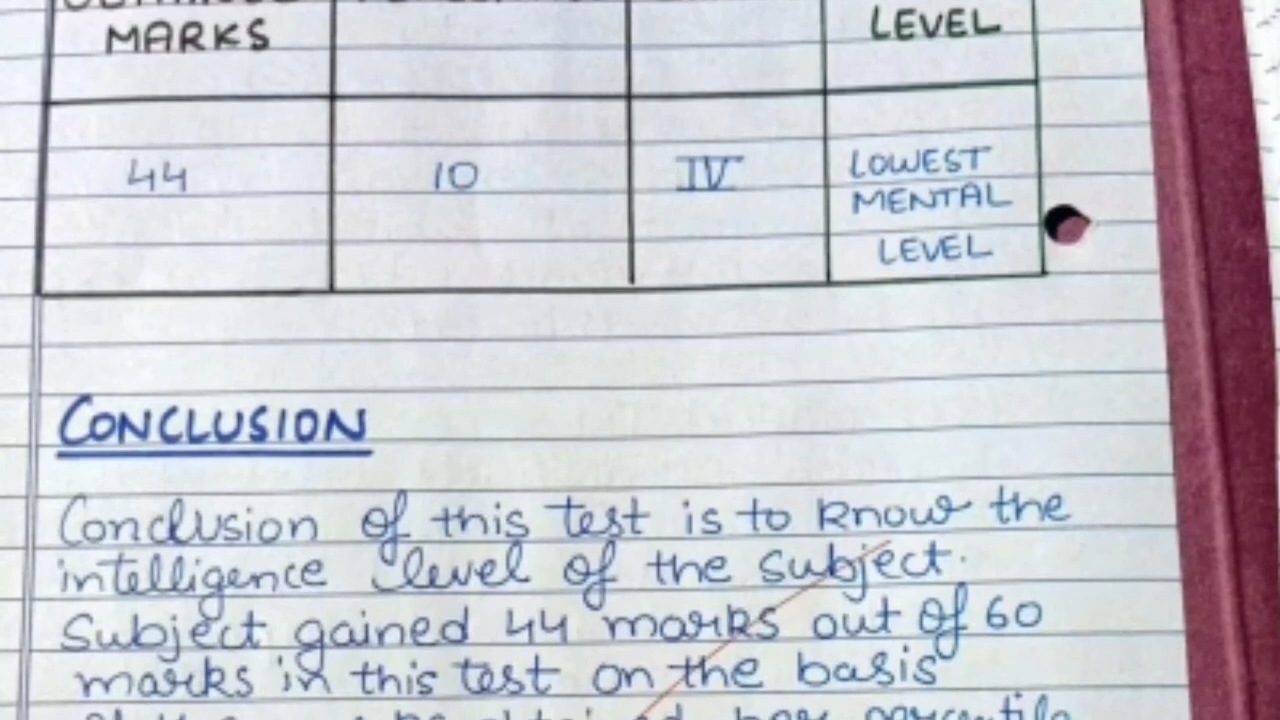 MARKS
LEVEL
44 10 IV LOWEST
MENTAL
LEVEL
CONCLUSION
Conclusion of this test is to know the
intelligence level of the subject.
Subject gained 44 marks out of 60
marks in this test on the basis